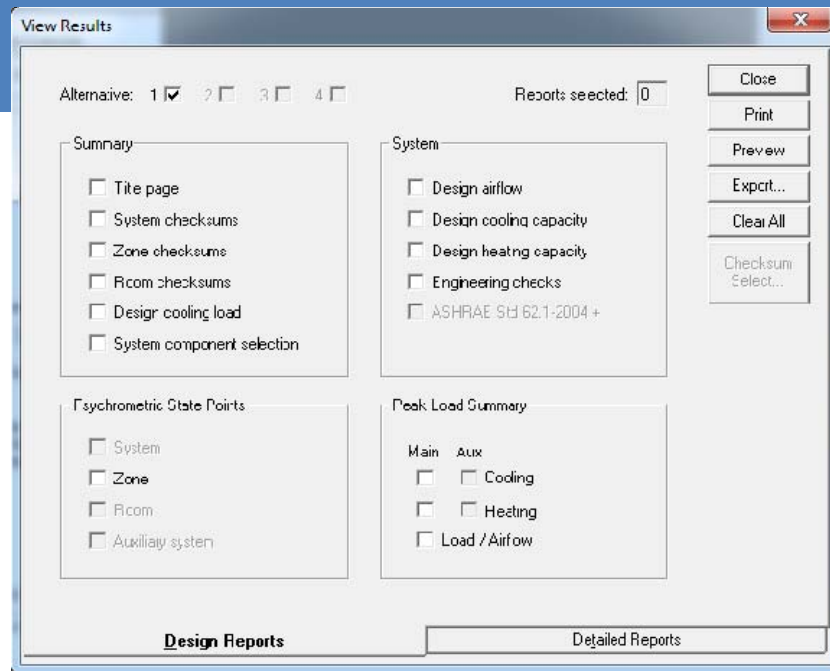 View Results
Alternative: 1 2 3 4
Reports selected: 0
Close
Print
Preview
Export...
Clear All
Checksum
Select...
Summary
Title page
System checksums
Zone checksums
Room checksums
Design cooling load
System component selection
System
Design airflow
Design cooling capacity
Design heating capacity
Engineering checks
ASHRAE Std 62.1-2004 +
Psychrometric State Points
System
Zone
Room
Auxiliary system
Peak Load Summary
Main Aux
Cooling
Heating
Load / Airflow
Design Reports
Detailed Reports